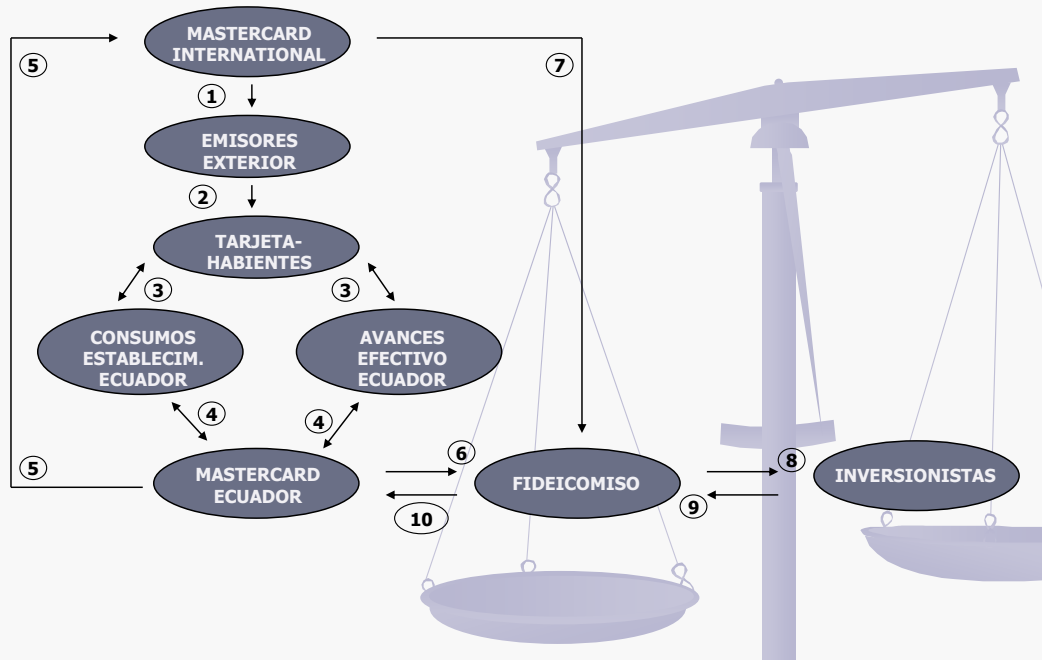 MASTERCARD
INTERNATIONAL
5
7
1
EMISORES
EXTERIOR
2
TARJETA-
HABIENTES
3
3
CONSUMOS
ESTABLECIM.
ECUADOR
AVANCES
EFECTIVO
ECUADOR
4
4
5
MASTERCARD
ECUADOR
6
10
FIDEICOMISO
8
9
INVERSIONISTAS